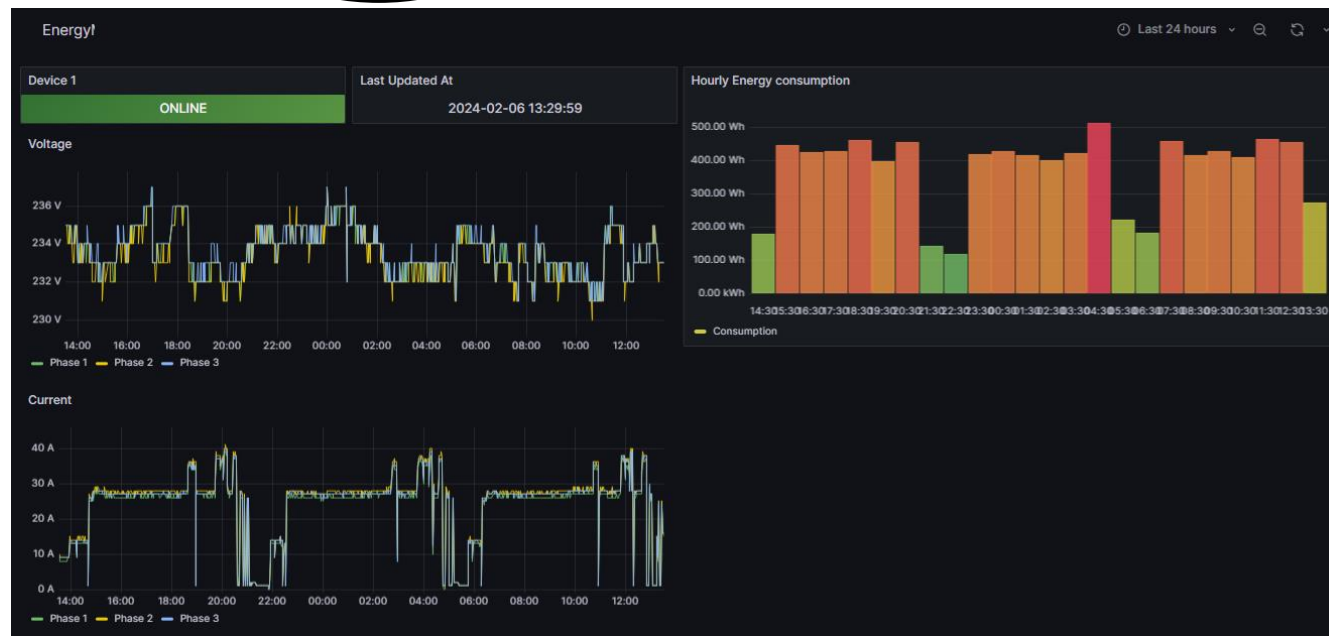 Energy
Last 24 hours
Device 1
ONLINE
Last Updated At
2024-02-06 13:29:59
Voltage
236 V
234 V
232 V
230 V
14:00 16:00 18:00 20:00 22:00 00:00 02:00 04:00 06:00 08:00 10:00 12:00
Phase 1 Phase 2 Phase 3
Current
40 A
30 A
20 A
10 A
0 A
14:00 16:00 18:00 20:00 22:00 00:00 02:00 04:00 06:00 08:00 10:00 12:00
Phase 1 Phase 2 Phase 3
Hourly Energy consumption
500.00 Wh
400.00 Wh
300.00 Wh
200.00 Wh
100.00 Wh
0.00 kWh
Consumption